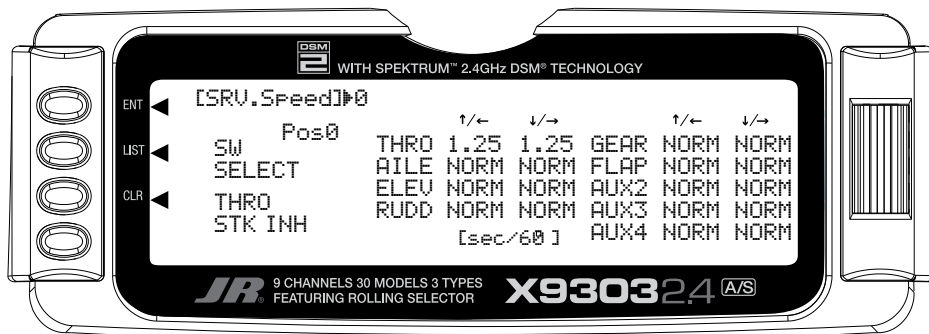 DSM
2
WITH SPEKTRUM™ 2.4GHz DSM® TECHNOLOGY
ENT
LIST
CLR
[SRV.Speed]▶0
Pos0
SW
SELECT
THRO
STK INH
↑/← ↓/→ ↑/← ↓/→
THRO 1.25 1.25 GEAR NORM NORM
AILE NORM NORM FLAP NORM NORM
ELEV NORM NORM AUX2 NORM NORM
RUDD NORM NORM AUX3 NORM NORM
[sec/60 ] AUX4 NORM NORM
JR®
9 CHANNELS 30 MODELS 3 TYPES
FEATURING ROLLING SELECTOR
X9303 2.4 A/S